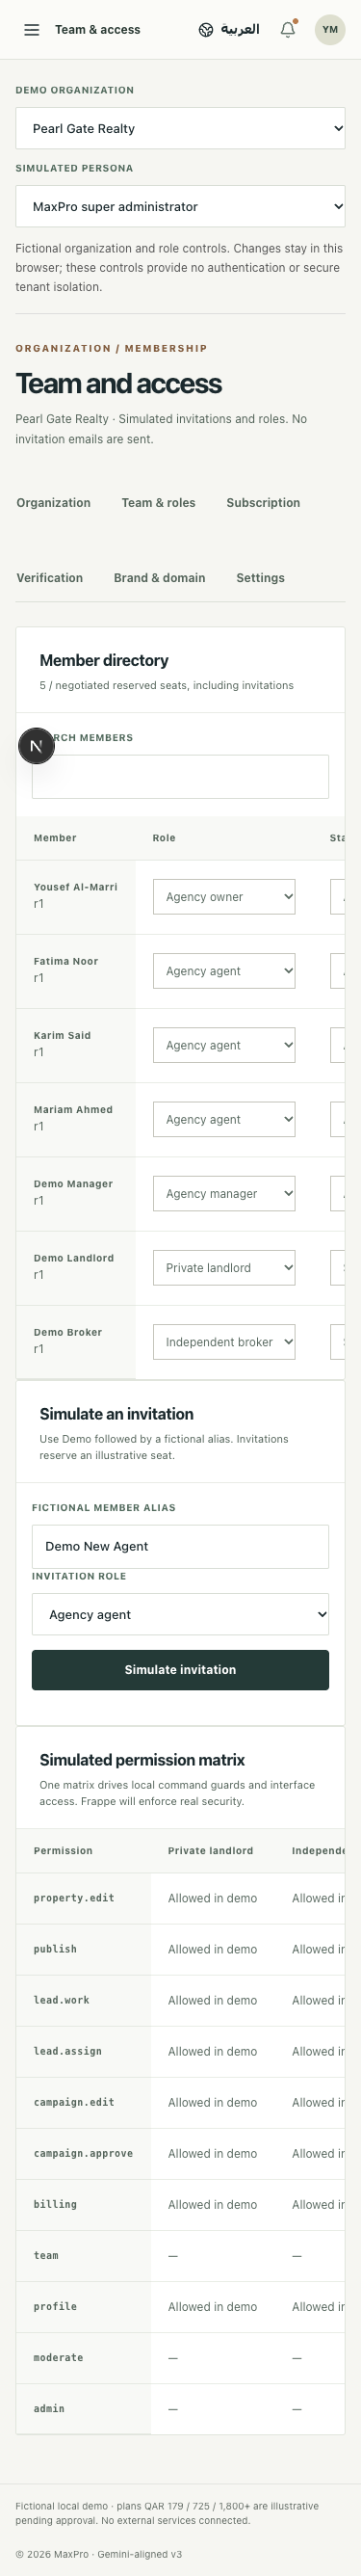 Team & access
العربية
YM
DEMO ORGANIZATION
Pearl Gate Realty
SIMULATED PERSONA
MaxPro super administrator
Fictional organization and role controls. Changes stay in this
browser; these controls provide no authentication or secure
tenant isolation.
ORGANIZATION / MEMBERSHIP
Team and access
Pearl Gate Realty · Simulated invitations and roles. No
invitation emails are sent.
Organization Team & roles Subscription
Verification Brand & domain Settings
Member directory
5 / negotiated reserved seats, including invitations
N
RCH MEMBERS
Member Role Sta
Yousef Al-Marri
r1
Agency owner
Fatima Noor
r1
Agency agent
Karim Said
r1
Agency agent
Mariam Ahmed
r1
Agency agent
Demo Manager
r1
Agency manager
Demo Landlord
r1
Private landlord
Demo Broker
r1
Independent broker
Simulate an invitation
Use Demo followed by a fictional alias. Invitations
reserve an illustrative seat.
FICTIONAL MEMBER ALIAS
Demo New Agent
INVITATION ROLE
Agency agent
Simulate invitation
Simulated permission matrix
One matrix drives local command guards and interface
access. Frappe will enforce real security.
Permission Private landlord Independe
property.edit Allowed in demo Allowed in
publish Allowed in demo Allowed in
lead.work Allowed in demo Allowed in
lead.assign Allowed in demo Allowed in
campaign.edit Allowed in demo Allowed in
campaign.approve Allowed in demo Allowed in
billing Allowed in demo Allowed in
team — —
profile Allowed in demo Allowed in
moderate — —
admin — —
Fictional local demo · plans QAR 179 / 725 / 1,800+ are illustrative
pending approval. No external services connected.
© 2026 MaxPro · Gemini-aligned v3